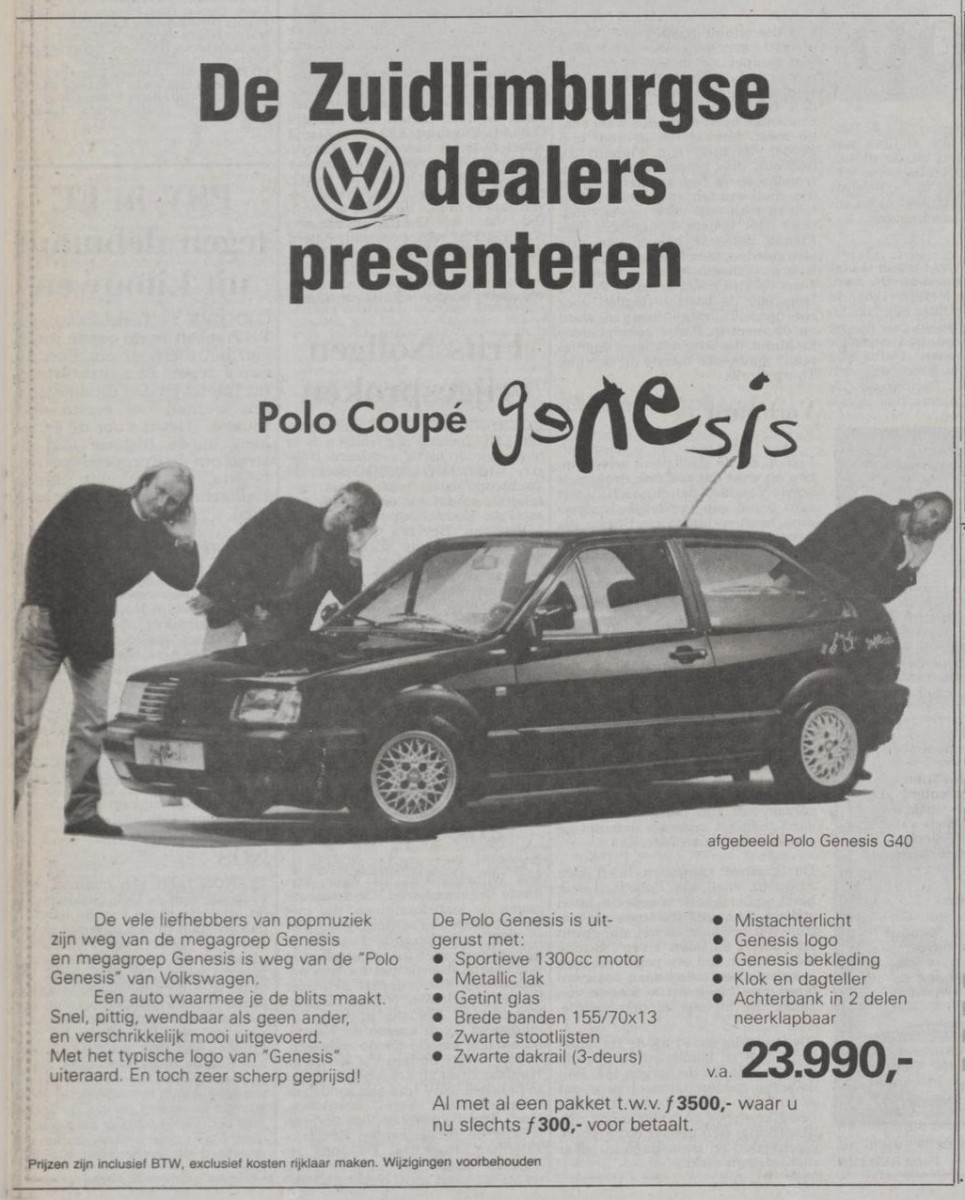 De Zuidlimburgse
VW dealers
presenteren
Polo Coupé genesis
afgebeeld Polo Genesis G40
De vele liefhebbers van popmuziek
zijn weg van de megagroep Genesis
en megagroep Genesis is weg van de "Polo
Genesis" van Volkswagen.
Een auto waarmee je de blits maakt.
Snel, pittig, wendbaar als geen ander,
en verschrikkelijk mooi uitgevoerd.
Met het typische logo van "Genesis"
uiteraard. En toch zeer scherp geprijsd!
De Polo Genesis is uit-
gerust met:
● Sportieve 1300cc motor
● Metallic lak
● Getint glas
● Brede banden 155/70x13
● Zwarte stootlijsten
● Zwarte dakrail (3-deurs)
● Mistachterlicht
● Genesis logo
● Genesis bekleding
● Klok en dagteller
● Achterbank in 2 delen
neerklapbaar
v.a. 23.990,-
Al met al een pakket t.w.v. ƒ3500,- waar u
nu slechts ƒ300,- voor betaalt.
Prijzen zijn inclusief BTW, exclusief kosten rijklaar maken. Wijzigingen voorbehouden